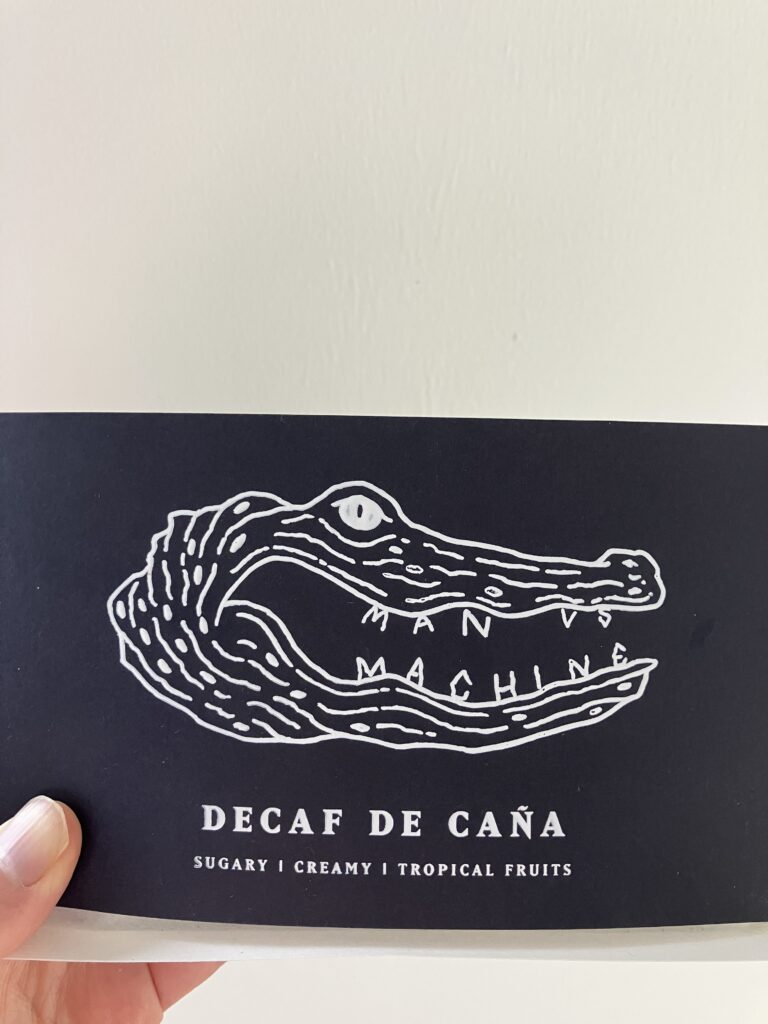 MAN VS
MACHINE
DECAF DE CAÑA
SUGARY | CREAMY | TROPICAL FRUITS